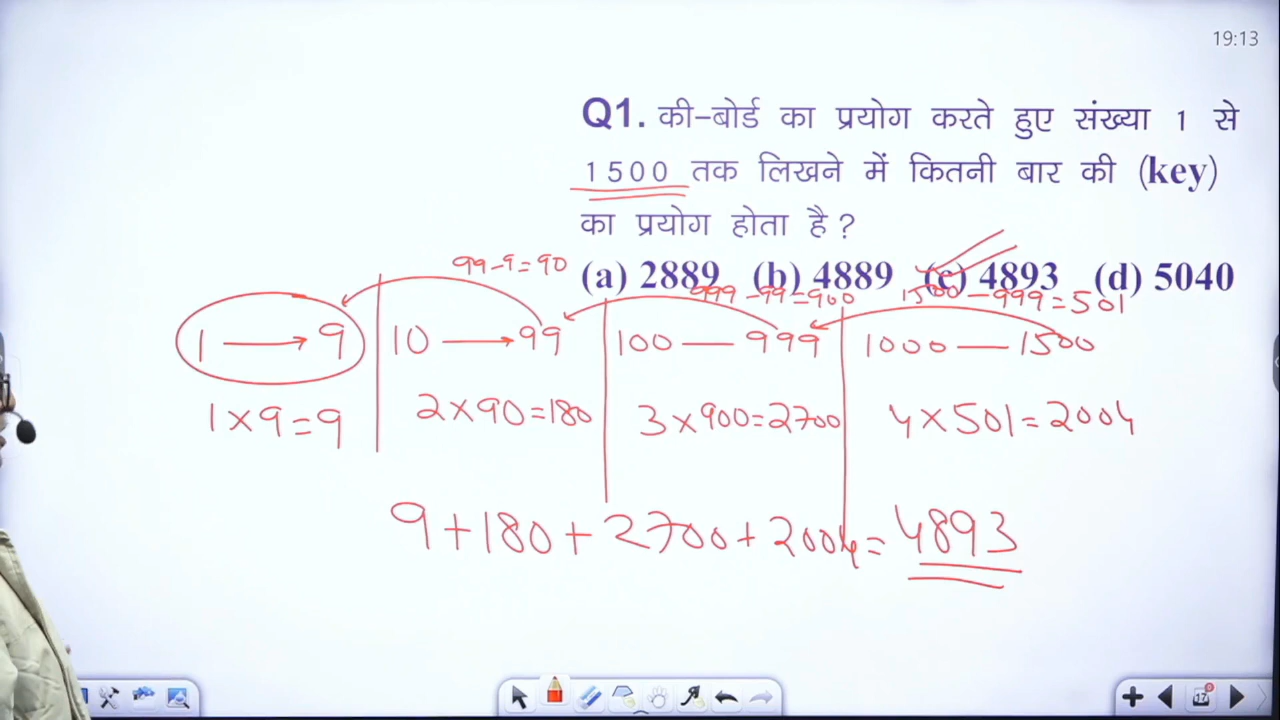 19:13
Q1. की-बोर्ड का प्रयोग करते हुए संख्या 1 से
1500 तक लिखने में कितनी बार की (key)
का प्रयोग होता है ?
(a) 2889 (b) 4889 (c) 4893 (d) 5040
99-9=90
999-99=900
1500-999=501
1 → 9
10 → 99
100 — 999
1000 — 1500
1×9=9
2×90=180
3×900=2700
4×501=2004
9+180+2700+2004=4893
17